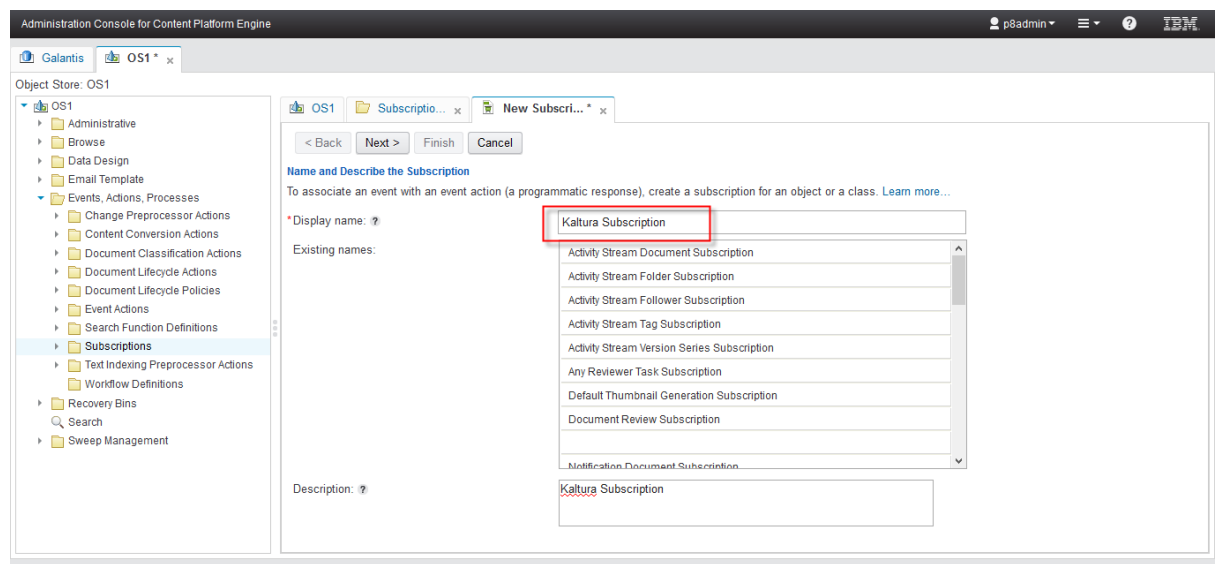 Administration Console for Content Platform Engine
p8admin
IBM
Galantis
OS1 *
Object Store: OS1
OS1
Administrative
Browse
Data Design
Email Template
Events, Actions, Processes
Change Preprocessor Actions
Content Conversion Actions
Document Classification Actions
Document Lifecycle Actions
Document Lifecycle Policies
Event Actions
Search Function Definitions
Subscriptions
Text Indexing Preprocessor Actions
Workflow Definitions
Recovery Bins
Search
Sweep Management
OS1
Subscriptio...
New Subscri... *
< Back
Next >
Finish
Cancel
Name and Describe the Subscription
To associate an event with an event action (a programmatic response), create a subscription for an object or a class. Learn more...
* Display name: ?
Kaltura Subscription
Existing names:
Activity Stream Document Subscription
Activity Stream Folder Subscription
Activity Stream Follower Subscription
Activity Stream Tag Subscription
Activity Stream Version Series Subscription
Any Reviewer Task Subscription
Default Thumbnail Generation Subscription
Document Review Subscription
Notification Document Subscription
Description: ?
Kaltura Subscription